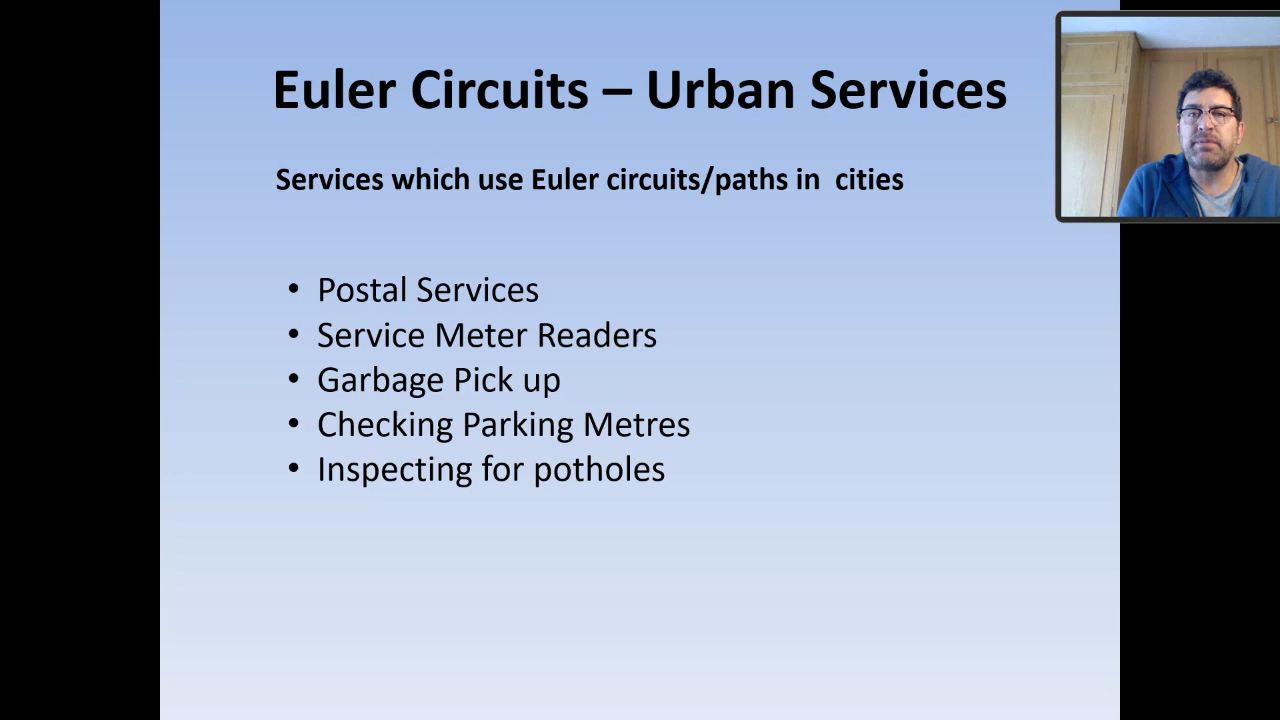 Euler Circuits – Urban Services
Services which use Euler circuits/paths in  cities
• Postal Services
• Service Meter Readers
• Garbage Pick up
• Checking Parking Metres
• Inspecting for potholes